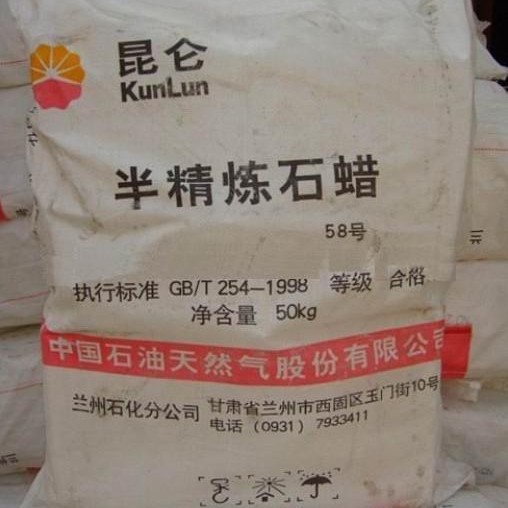 昆仑
KunLun
半精炼石蜡
58号
执行标准 GB/T 254-1998 等级 合格
净含量 50kg
中国石油天然气股份有限公司
兰州石化分公司 甘肃省兰州市西固区玉门街10号
电话 (0931) 7933411